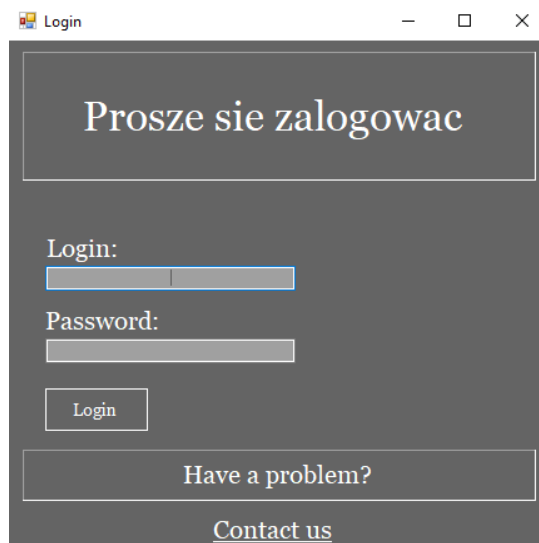 Login
Prosze sie zalogowac
Login:
Password:
Login
Have a problem?
Contact us